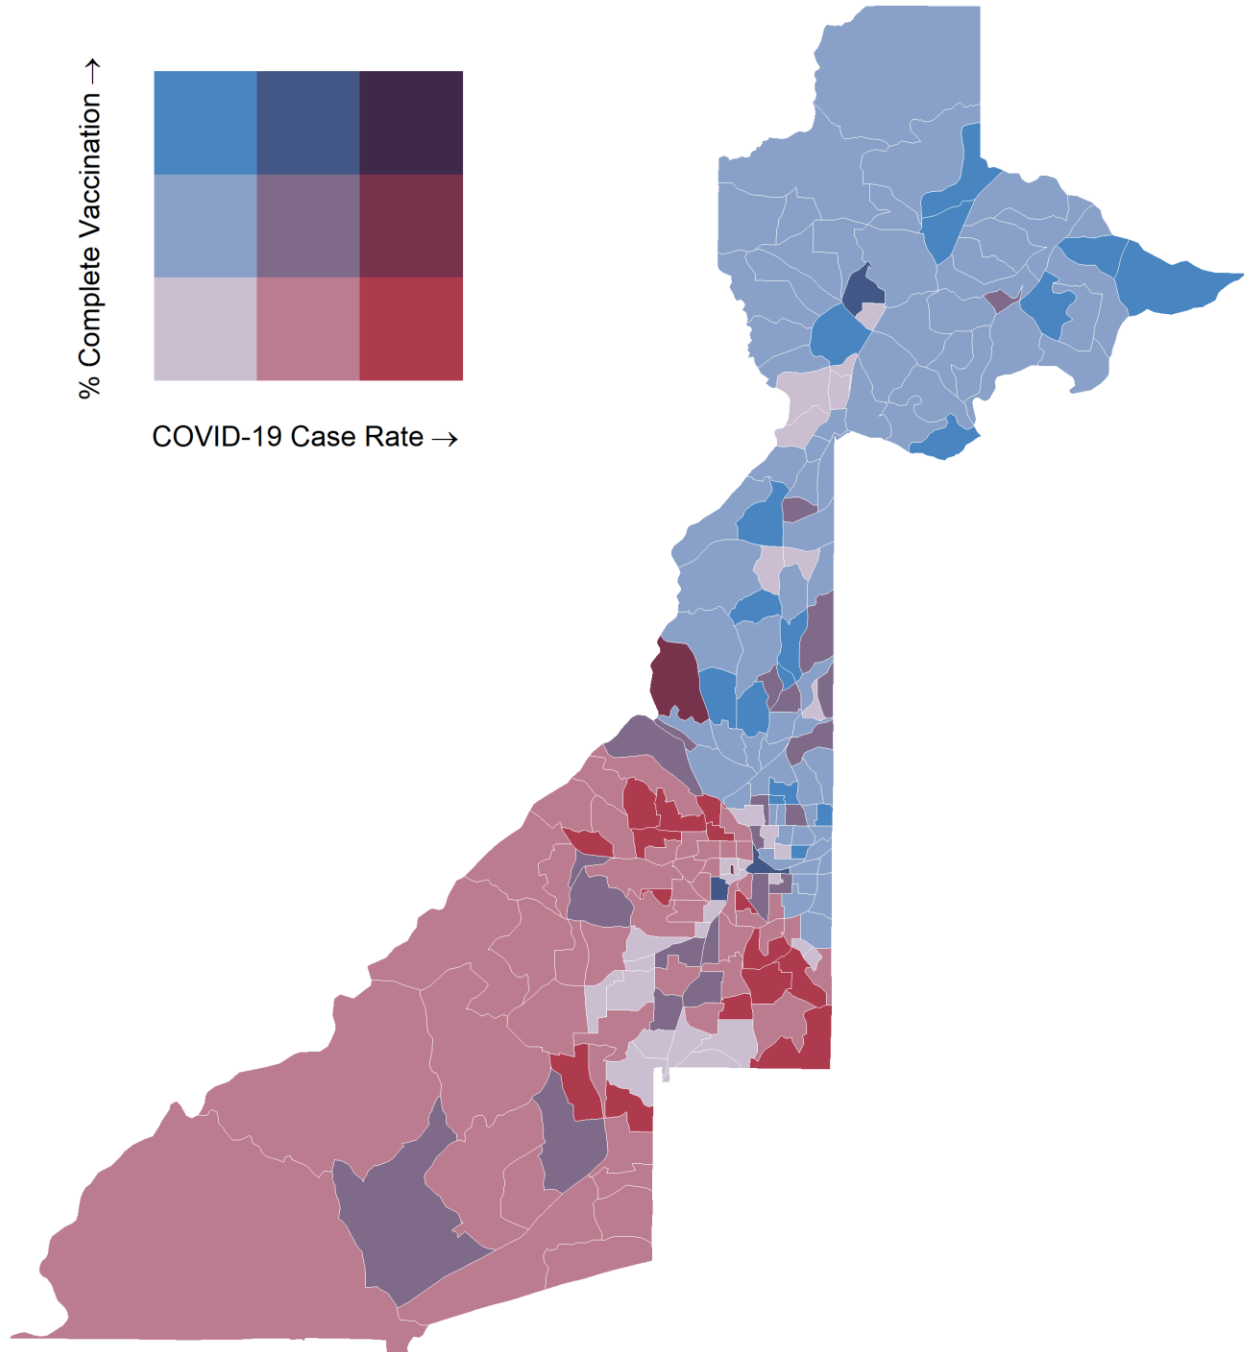 % Complete Vaccination →
COVID-19 Case Rate →